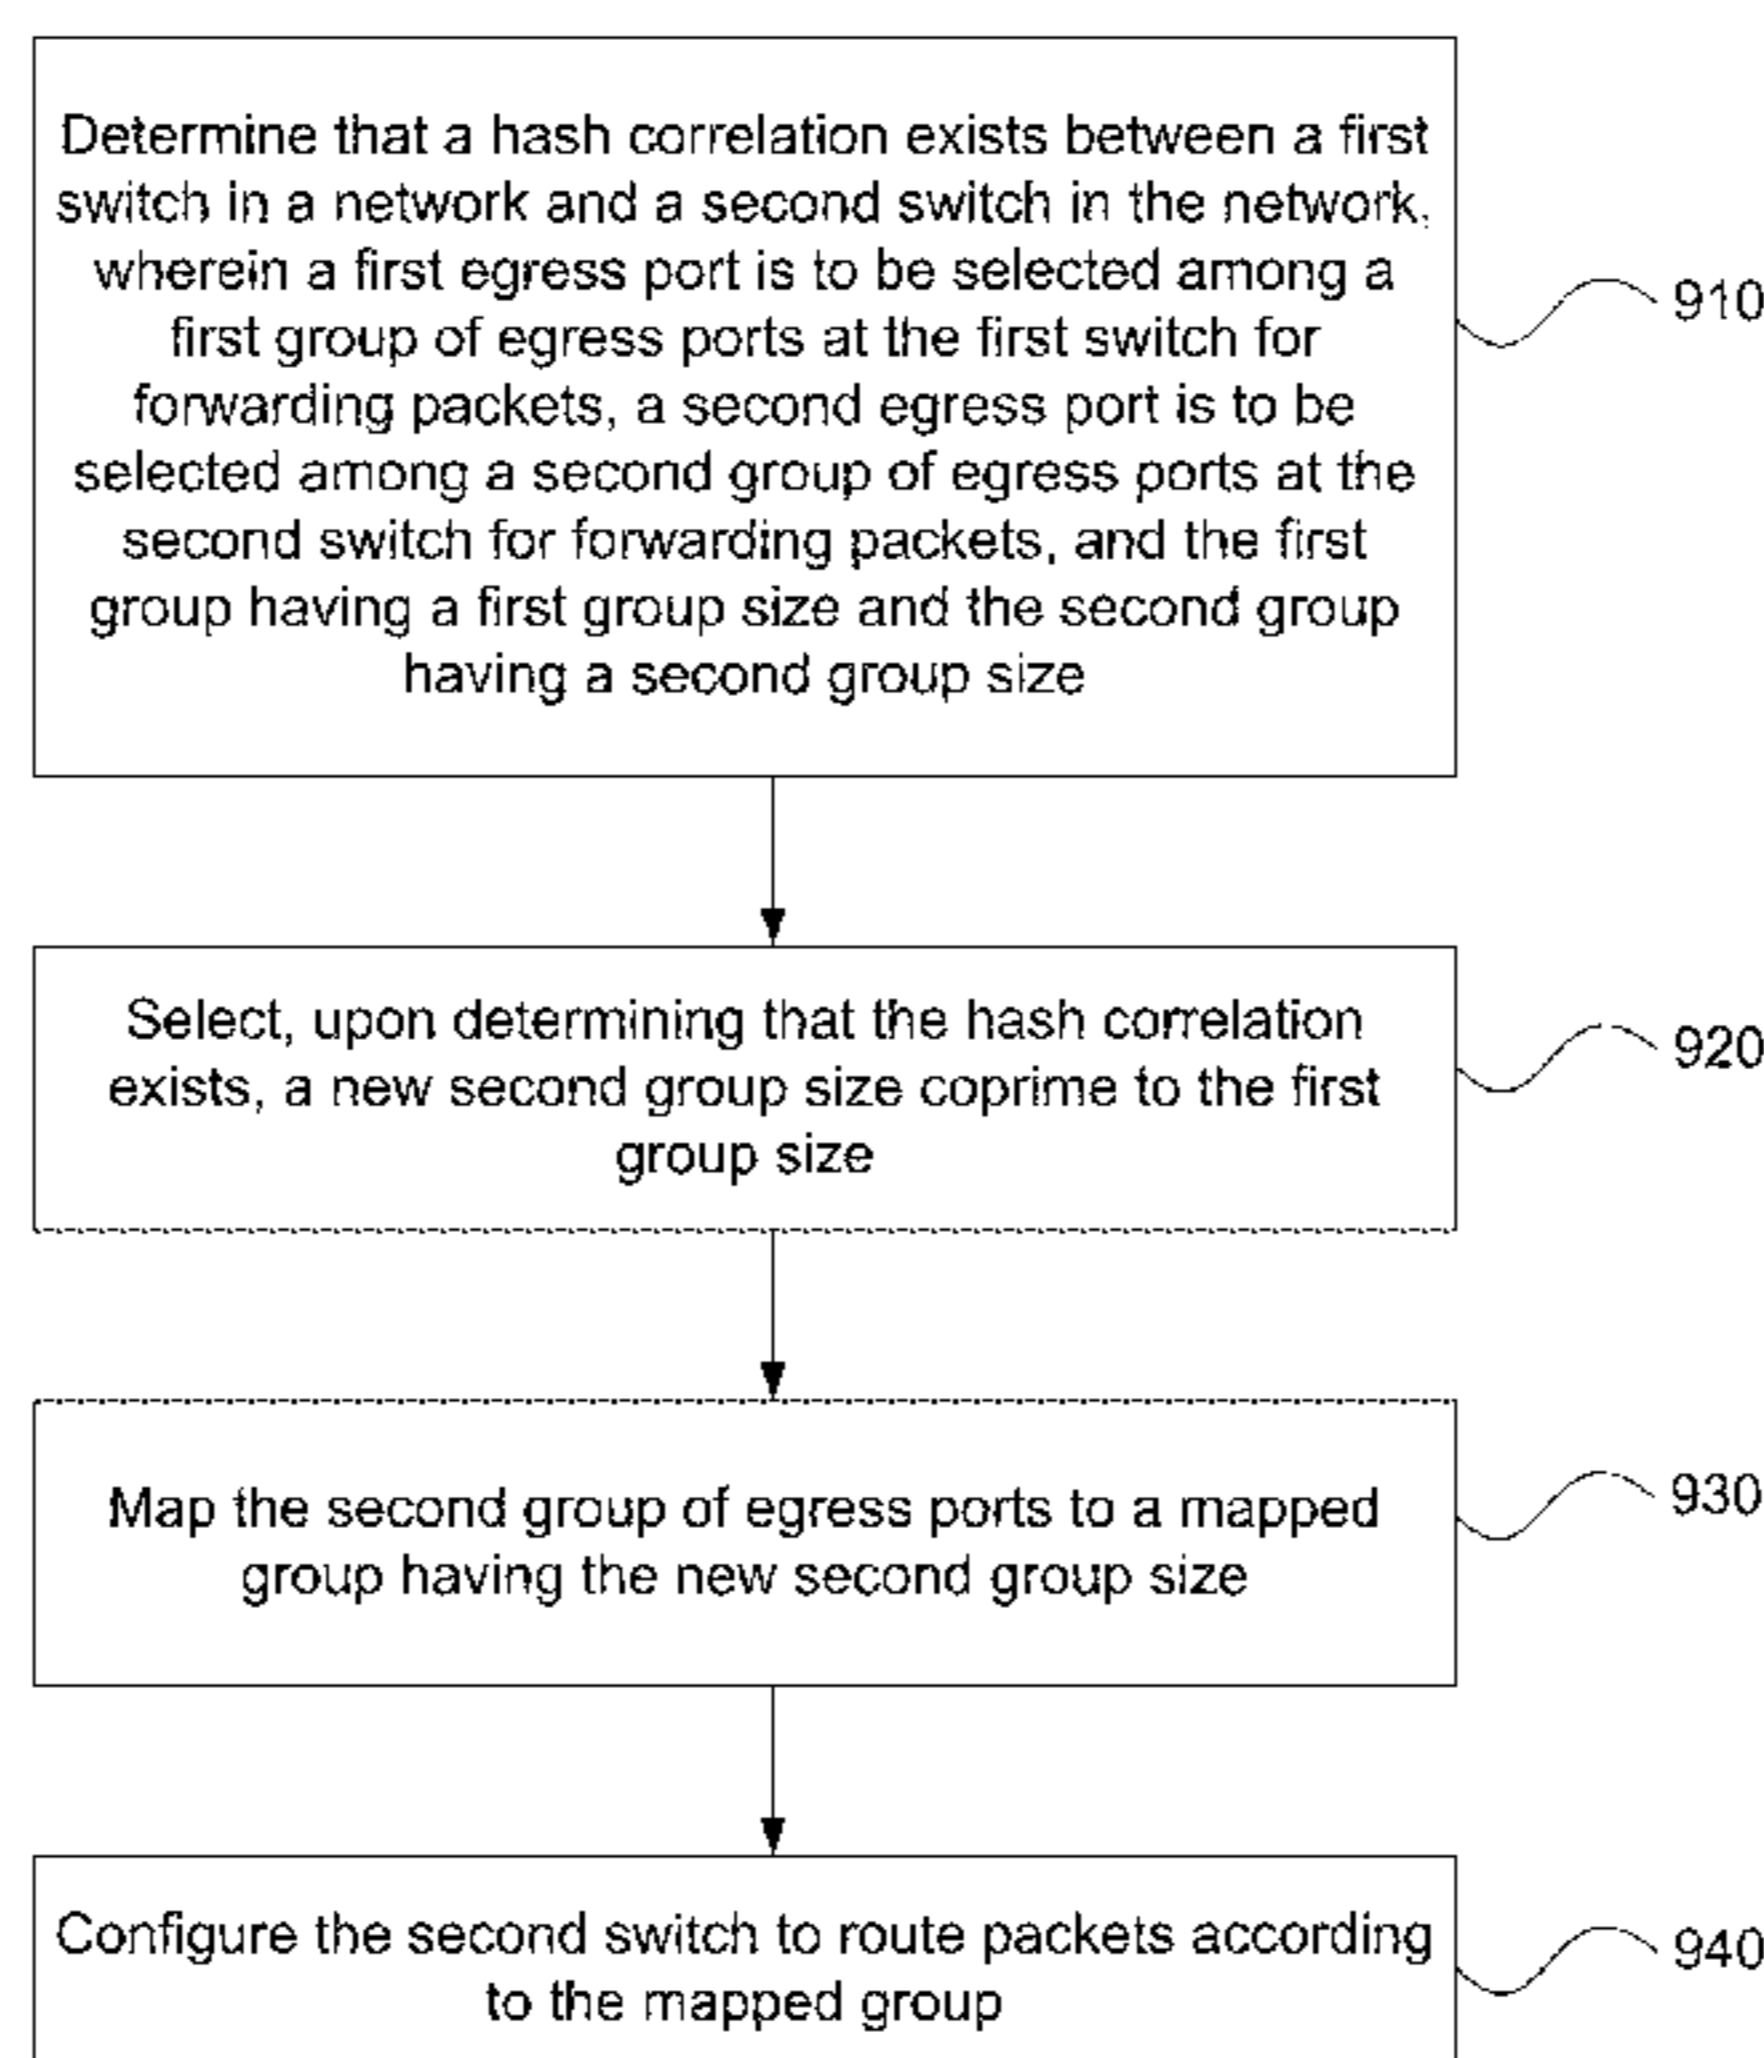 Determine that a hash correlation exists between a first
switch in a network and a second switch in the network,
wherein a first egress port is to be selected among a
first group of egress ports at the first switch for
forwarding packets, a second egress port is to be
selected among a second group of egress ports at the
second switch for forwarding packets, and the first
group having a first group size and the second group
having a second group size
910
Select, upon determining that the hash correlation
exists, a new second group size coprime to the first
group size
920
Map the second group of egress ports to a mapped
group having the new second group size
930
Configure the second switch to route packets according
to the mapped group
940